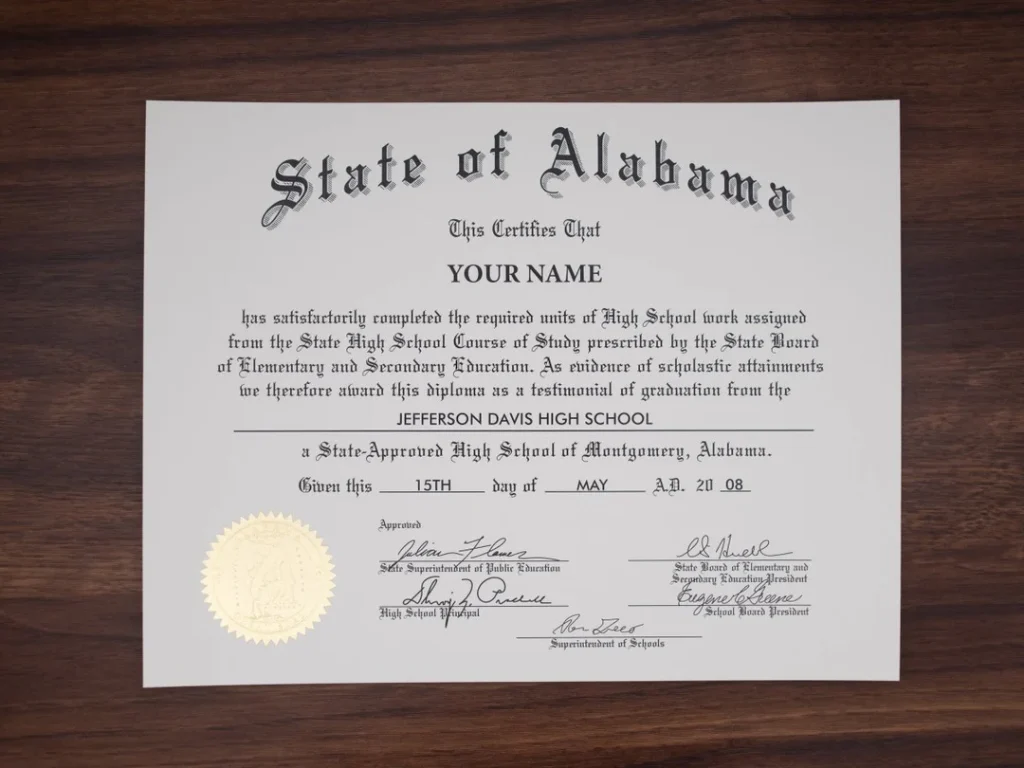 State of Alabama
This Certifies That
YOUR NAME
has satisfactorily completed the required units of High School work assigned
from the State High School Course of Study prescribed by the State Board
of Elementary and Secondary Education. As evidence of scholastic attainments
we therefore award this diploma as a testimonial of graduation from the
JEFFERSON DAVIS HIGH SCHOOL
a State-Approved High School of Montgomery, Alabama.
Given this 15TH day of MAY A.D. 20 08
Approved
State Superintendent of Public Education
State Board of Elementary and
Secondary Education President
High School Principal
Eugene C Greene
School Board President
Superintendent of Schools